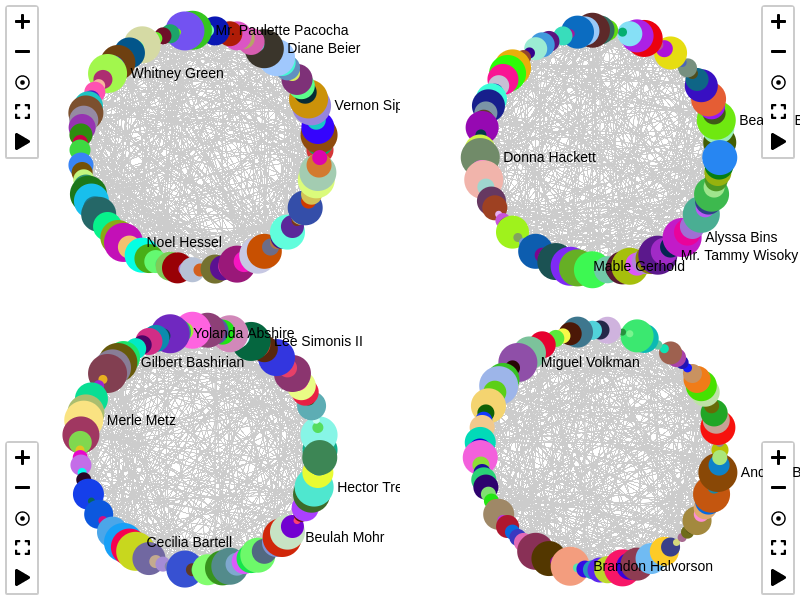 Mr. Paulette Pacocha
Diane Beier
Whitney Green
Vernon Sip
Noel Hessel
Bea
Donna Hackett
Alyssa Bins
Mr. Tammy Wisoky
Mable Gerhold
Yolanda Abshire
Lee Simonis II
Gilbert Bashirian
Merle Metz
Hector Tre
Beulah Mohr
Cecilia Bartell
Miguel Volkman
And
Brandon Halvorson